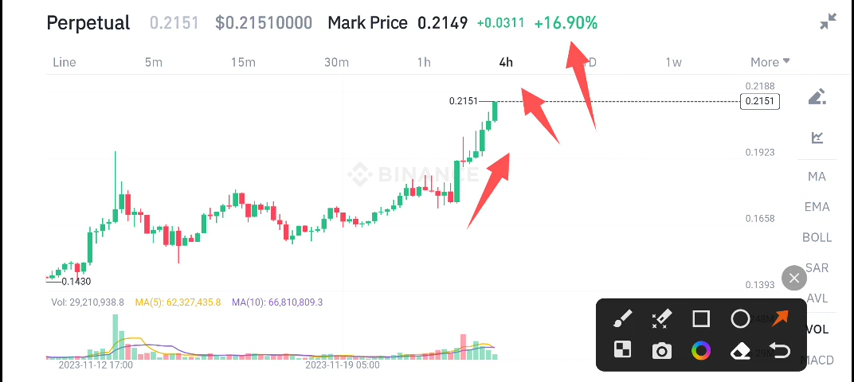 Perpetual 0.2151 $0.21510000 Mark Price 0.2149 +0.0311 +16.90%
Line 5m 15m 30m 1h 4h D 1w More
0.2188
0.2151 0.2151
0.1923
BINANCE
MA
EMA
0.1658
BOLL
SAR
0.1430 0.1393
AVL
Vol: 29,210,938.8 MA(5): 62,327,435.8 MA(10): 66,810,809.3
VOL
MACD
2023-11-12 17:00 2023-11-19 05:00